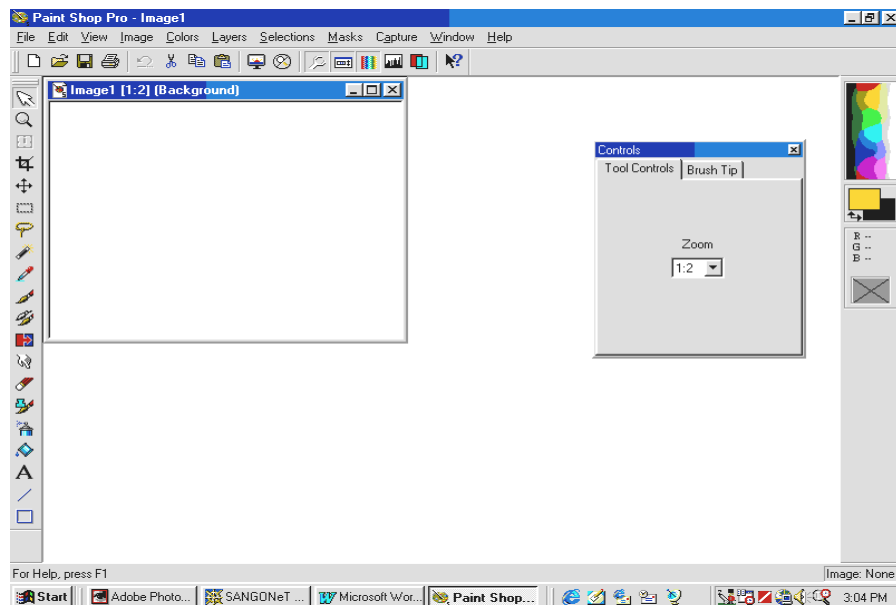 Paint Shop Pro - Image1
File Edit View Image Colors Layers Selections Masks Capture Window Help
Image1 [1:2] (Background)
Controls
Tool Controls Brush Tip
Zoom
1:2
R --
G --
B --
A
For Help, press F1
Image: None
Start Adobe Photo... SANGONeT ... Microsoft Wor... Paint Shop... 3:04 PM